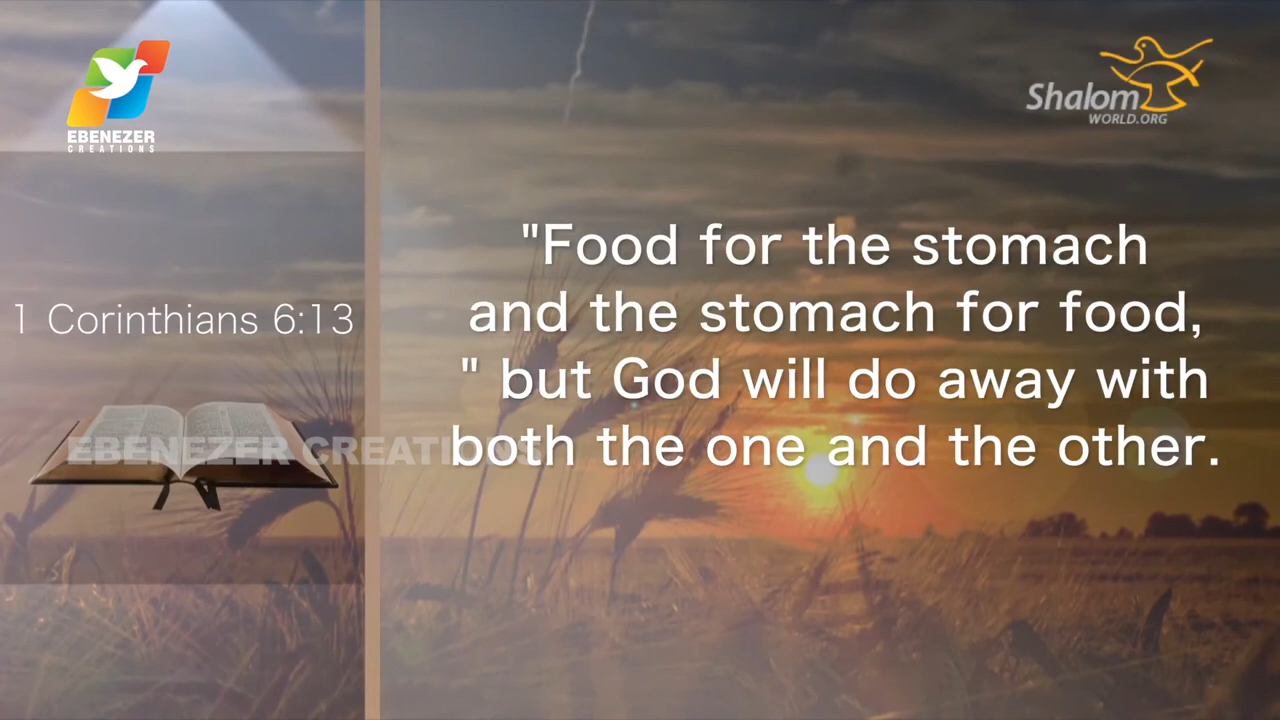 EBENEZER
CREATIONS
Shalom
WORLD.ORG
1 Corinthians 6:13
"Food for the stomach
and the stomach for food,
" but God will do away with
both the one and the other.
EBENEZER CREATIONS